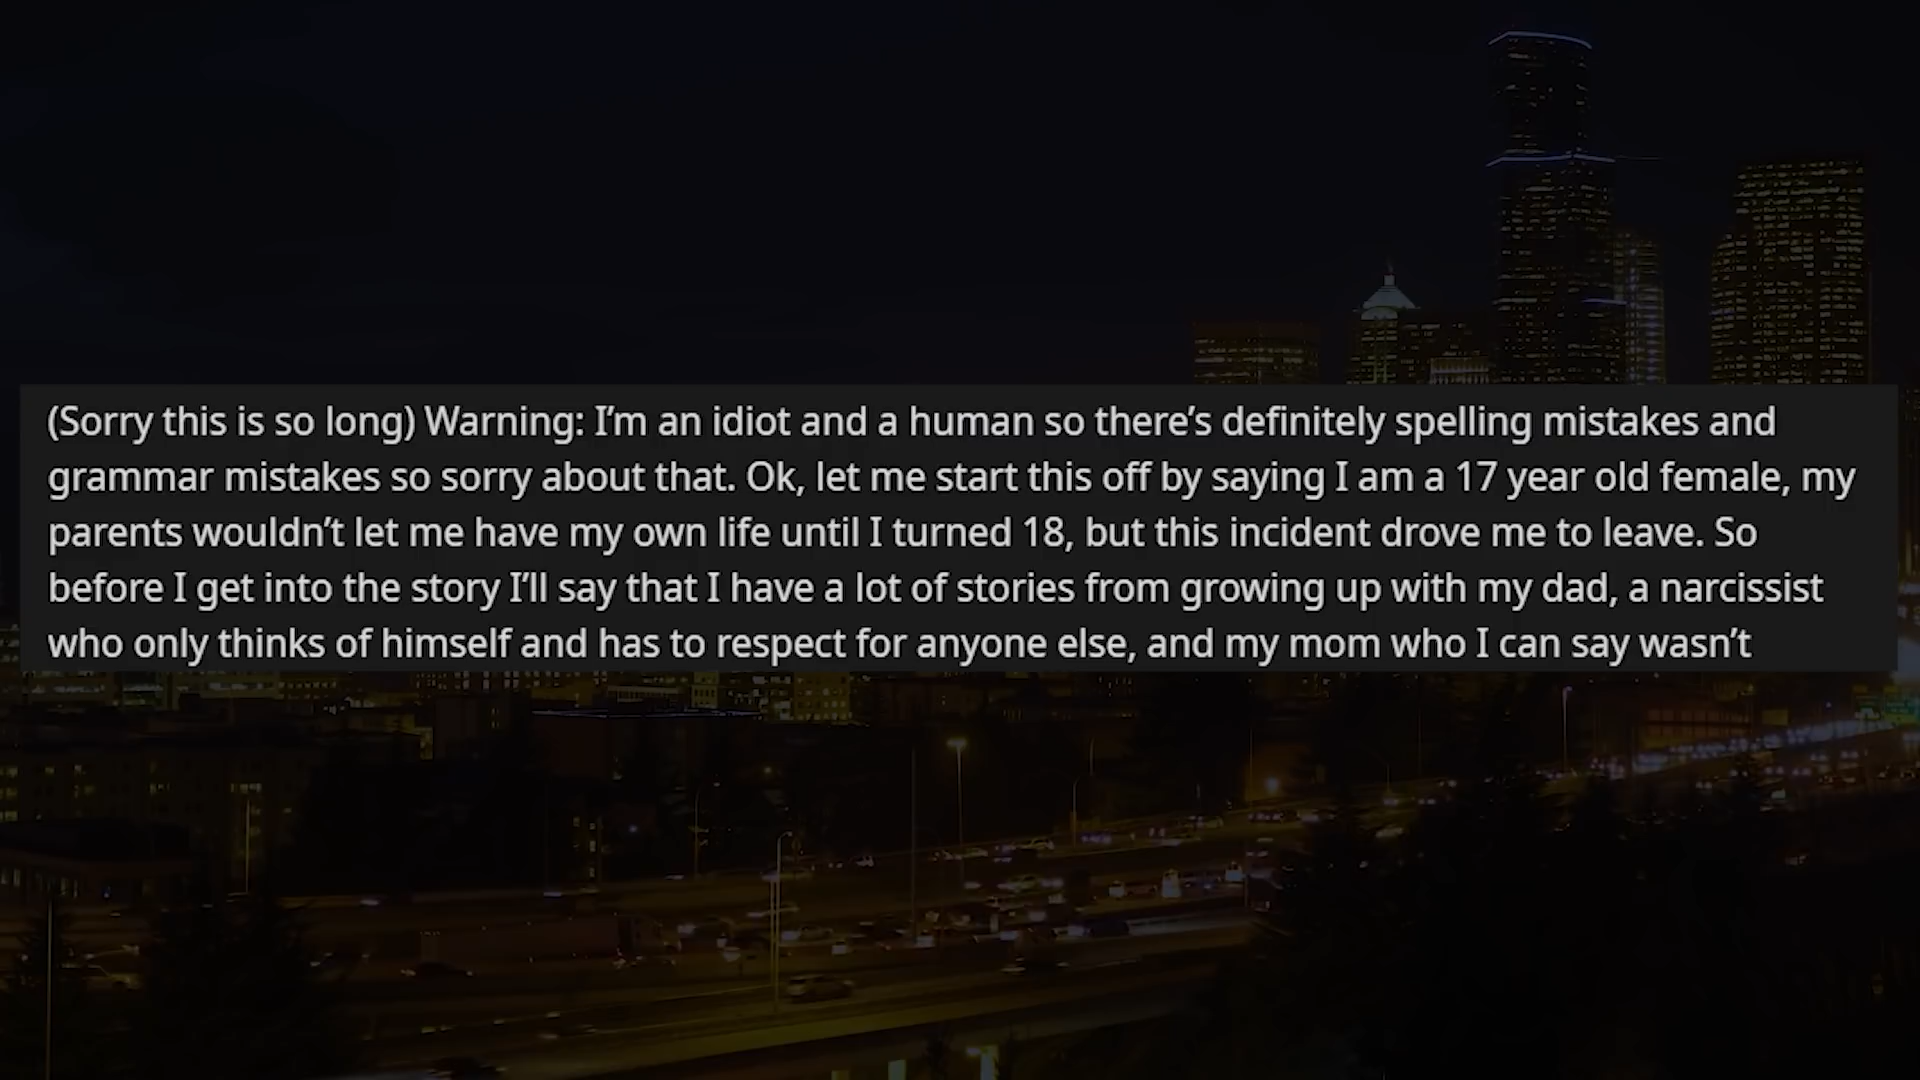 (Sorry this is so long) Warning: I’m an idiot and a human so there’s definitely spelling mistakes and
grammar mistakes so sorry about that. Ok, let me start this off by saying I am a 17 year old female, my
parents wouldn’t let me have my own life until I turned 18, but this incident drove me to leave. So
before I get into the story I’ll say that I have a lot of stories from growing up with my dad, a narcissist
who only thinks of himself and has to respect for anyone else, and my mom who I can say wasn’t